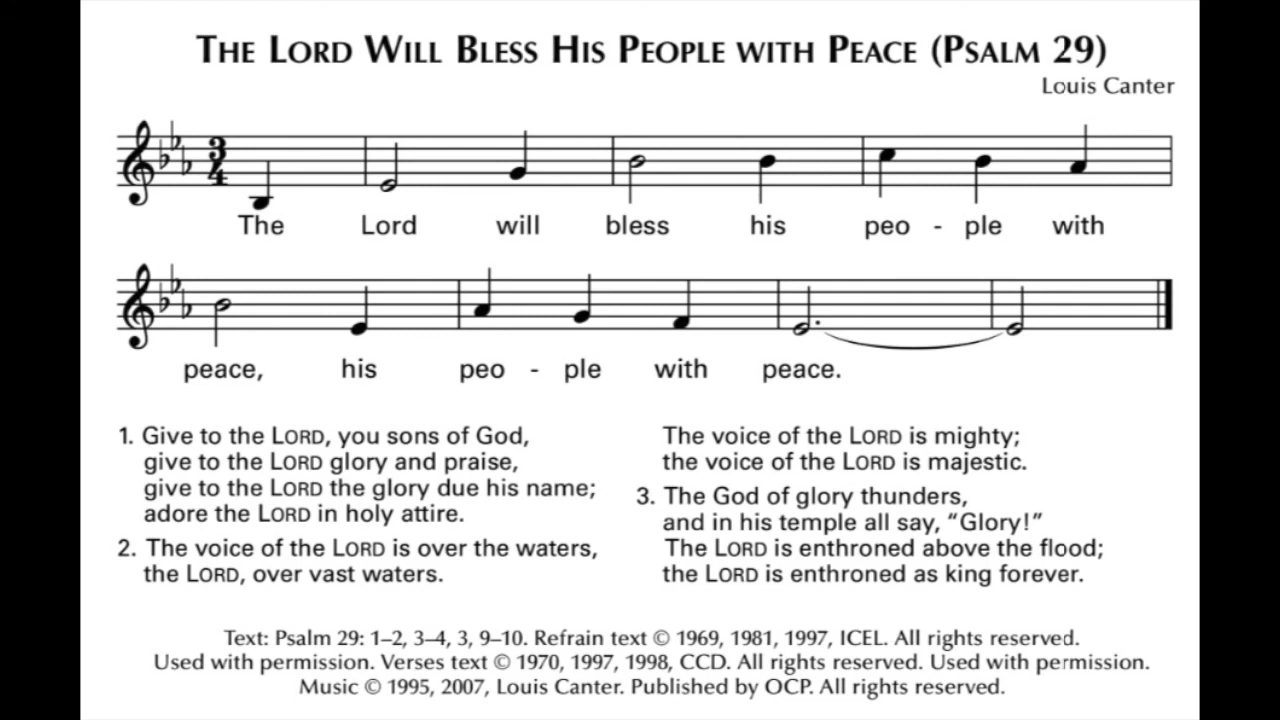 THE LORD WILL BLESS HIS PEOPLE WITH PEACE (PSALM 29)
Louis Canter
3
4
The Lord will bless his peo - ple with
peace, his peo - ple with peace.
1. Give to the LORD, you sons of God,
give to the LORD glory and praise,
give to the LORD the glory due his name;
adore the LORD in holy attire.
2. The voice of the LORD is over the waters,
the LORD, over vast waters.
The voice of the LORD is mighty;
the voice of the LORD is majestic.
3. The God of glory thunders,
and in his temple all say, “Glory!”
The LORD is enthroned above the flood;
the LORD is enthroned as king forever.
Text: Psalm 29: 1–2, 3–4, 3, 9–10. Refrain text © 1969, 1981, 1997, ICEL. All rights reserved.
Used with permission. Verses text © 1970, 1997, 1998, CCD. All rights reserved. Used with permission.
Music © 1995, 2007, Louis Canter. Published by OCP. All rights reserved.